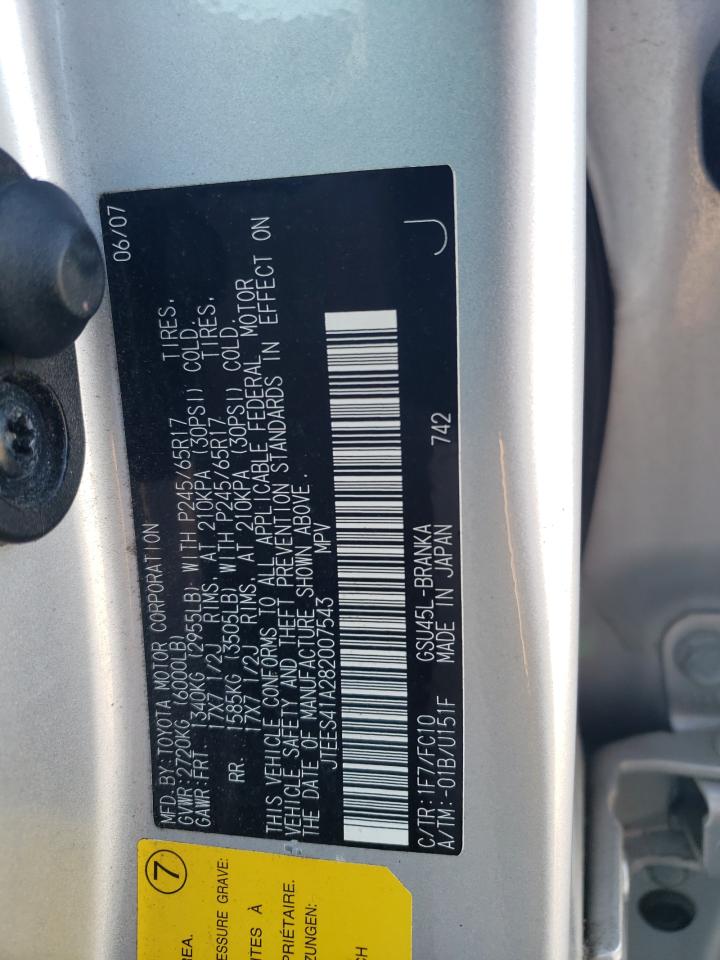 06/07
MFD.BY:TOYOTA MOTOR CORPORATION
GVWR:2720KG (6000LB)
GAWR:FRT. 1340KG (2955LB) WITH P245/65R17 TIRES,
17X7 1/2J RIMS, AT 210KPA (30PSI) COLD.
RR. 1585KG (3505LB) WITH P245/65R17 TIRES,
17X7 1/2J RIMS, AT 210KPA (30PSI) COLD.
THIS VEHICLE CONFORMS TO ALL APPLICABLE FEDERAL MOTOR
VEHICLE SAFETY AND THEFT PREVENTION STANDARDS IN EFFECT ON
THE DATE OF MANUFACTURE SHOWN ABOVE.
JTEES41A282007543 MPV
C/TR:1F7/FC10 GSU45L-BRANKA
A/TM:-01B/U151F MADE IN JAPAN 742
J
7
REA.
ESSURE GRAVE:
ITES À
PRIÉTAIRE.
ZUNGEN:
CH